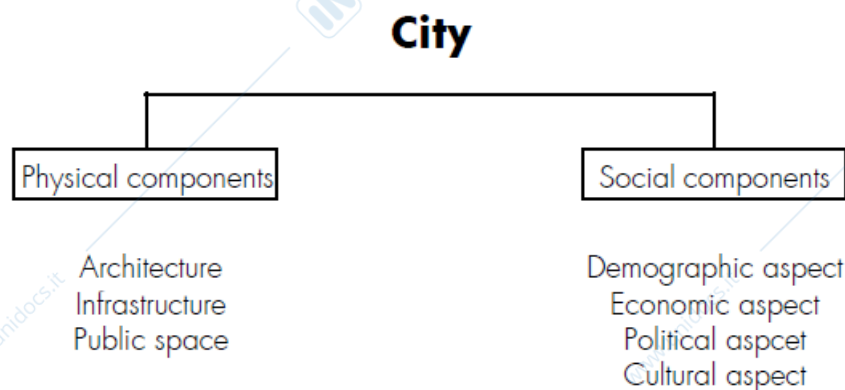 City
Physical components
Social components
Architecture
Infrastructure
Public space
Demographic aspect
Economic aspect
Political aspcet
Cultural aspect